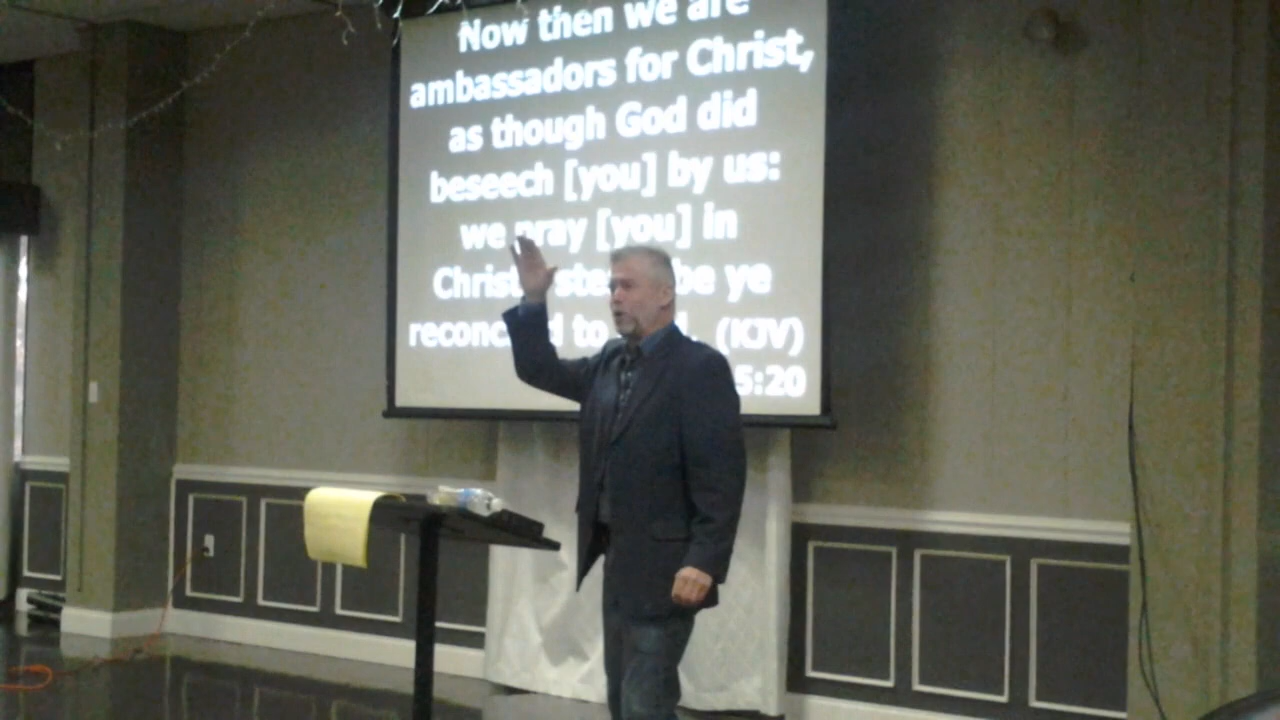 Now then we are
ambassadors for Christ,
as though God did
beseech [you] by us:
we pray [you] in
Christ's be ye
to (KJV)
5:20